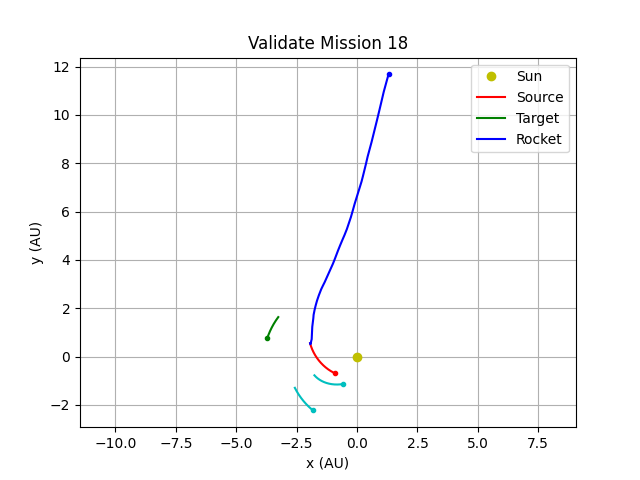 Validate Mission 18
Sun
Source
Target
Rocket
12
10
8
6
4
2
0
−2
y (AU)
−10.0 −7.5 −5.0 −2.5 0.0 2.5 5.0 7.5
x (AU)